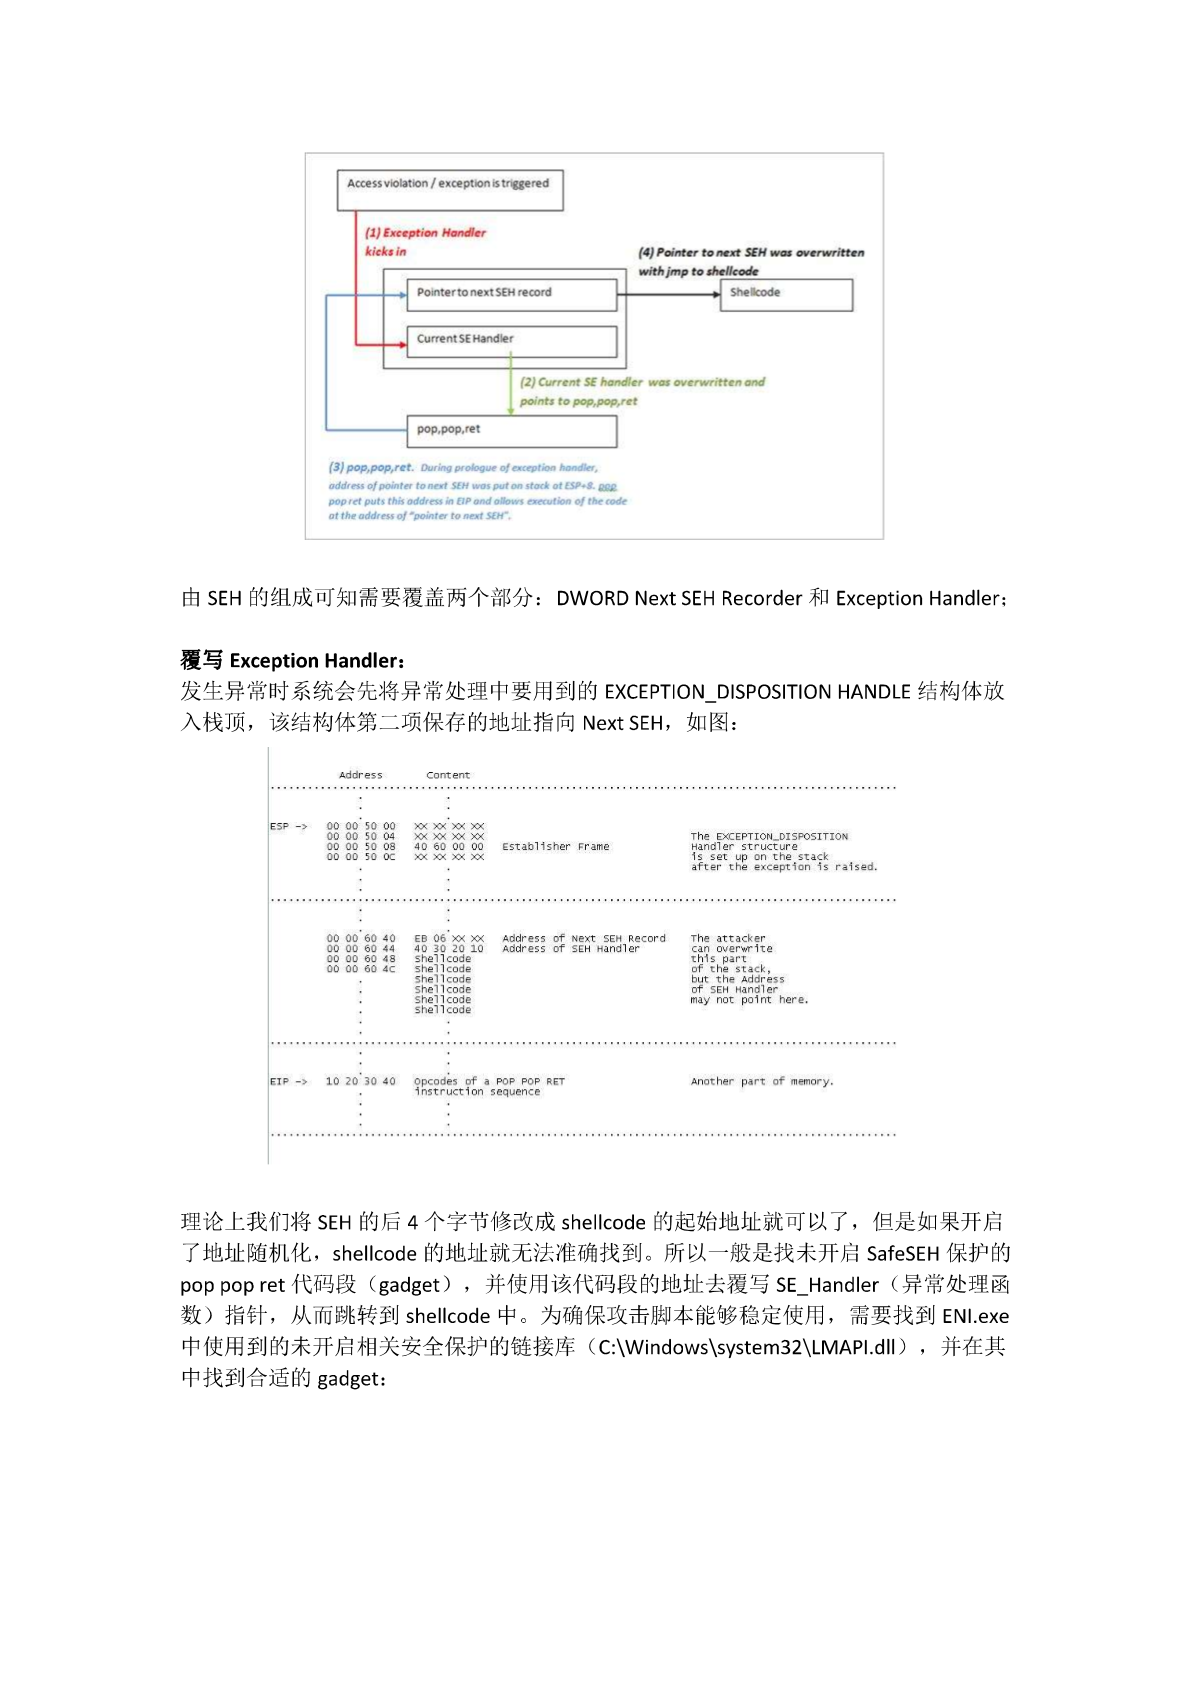 Access violation / exception is triggered
(1) Exception Handler
kicks in
(4) Pointer to next SEH was overwritten
with jmp to shellcode
Pointer to next SEH record
Shellcode
Current SE Handler
(2) Current SE handler was overwritten and
points to pop,pop,ret
pop,pop,ret
(3) pop,pop,ret. During prologue of exception handler,
address of pointer to next SEH was put on stack at ESP+8. pop
pop ret puts this address in EIP and allows execution of the code
at the address of "pointer to next SEH".
由 SEH 的组成可知需要覆盖两个部分：DWORD Next SEH Recorder 和 Exception Handler；
覆写 Exception Handler：
发生异常时系统会先将异常处理中要用到的 EXCEPTION_DISPOSITION HANDLE 结构体放
入栈顶，该结构体第二项保存的地址指向 Next SEH，如图：
Address Content
ESP -> 00 00 50 00 XX XX XX XX
00 00 50 04 XX XX XX XX The EXCEPTION_DISPOSITION
00 00 50 08 40 60 00 00 Establisher Frame Handler structure
00 00 50 0C XX XX XX XX is set up on the stack
after the exception is raised.
00 00 60 40 EB 06 XX XX Address of Next SEH Record The attacker
00 00 60 44 40 30 20 10 Address of SEH Handler can overwrite
00 00 60 48 Shellcode this part
00 00 60 4C Shellcode of the stack,
Shellcode but the Address
Shellcode of SEH Handler
Shellcode may not point here.
Shellcode
EIP -> 10 20 30 40 Opcodes of a POP POP RET Another part of memory.
instruction sequence
理论上我们将 SEH 的后 4 个字节修改成 shellcode 的起始地址就可以了，但是如果开启
了地址随机化，shellcode 的地址就无法准确找到。所以一般是找未开启 SafeSEH 保护的
pop pop ret 代码段（gadget），并使用该代码段的地址去覆写 SE_Handler（异常处理函
数）指针，从而跳转到 shellcode 中。为确保攻击脚本能够稳定使用，需要找到 ENI.exe
中使用到的未开启相关安全保护的链接库（C:\Windows\system32\LMAPI.dll），并在其
中找到合适的 gadget：